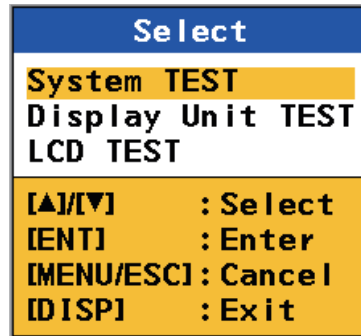 Select
System TEST
Display Unit TEST
LCD TEST
[▲]/[▼] :Select
[ENT] :Enter
[MENU/ESC]:Cancel
[DISP] :Exit